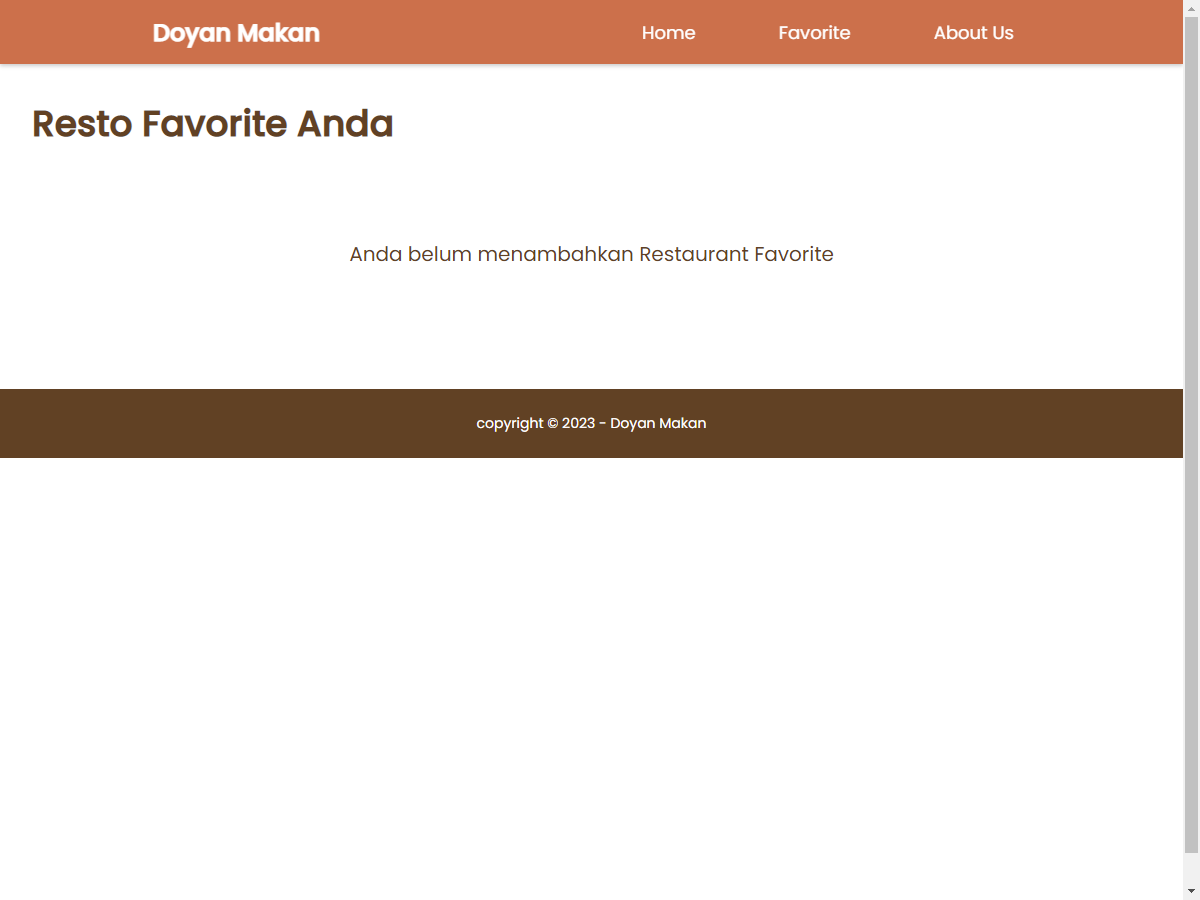 Doyan Makan
Home
Favorite
About Us
Resto Favorite Anda
Anda belum menambahkan Restaurant Favorite
copyright © 2023 - Doyan Makan